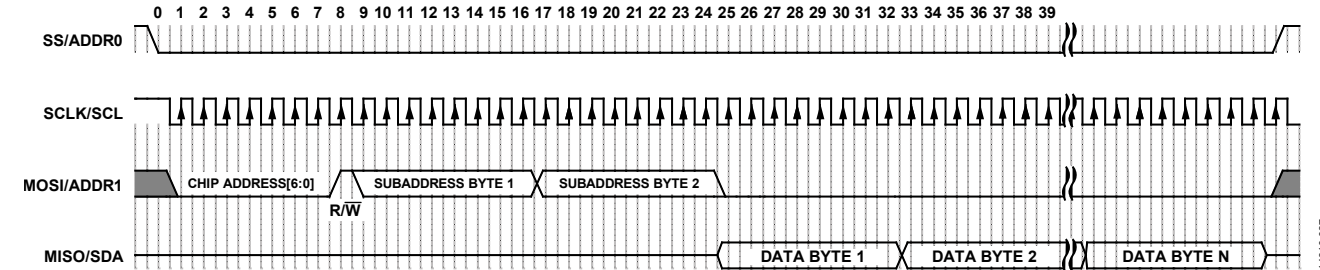 0 1 2 3 4 5 6 7 8 9 10 11 12 13 14 15 16 17 18 19 20 21 22 23 24 25 26 27 28 29 30 31 32 33 34 35 36 37 38 39
SS/ADDR0
SCLK/SCL
MOSI/ADDR1 CHIP ADDRESS[6:0] SUBADDRESS BYTE 1 SUBADDRESS BYTE 2
R/W̅
MISO/SDA DATA BYTE 1 DATA BYTE 2 DATA BYTE N